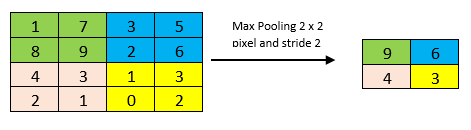 1 7 3 5
8 9 2 6
4 3 1 3
2 1 0 2
Max Pooling 2 x 2
pixel and stride 2
9 6
4 3